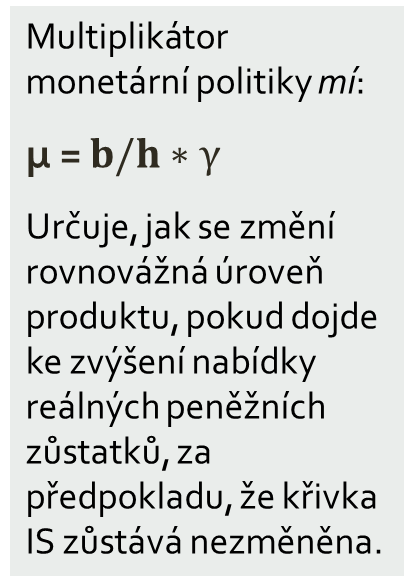 Multiplikátor
monetární politiky mí:
μ = b/h ∗ γ
Určuje, jak se změní
rovnovážná úroveň
produktu, pokud dojde
ke zvýšení nabídky
reálných peněžních
zůstatků, za
předpokladu, že křivka
IS zůstává nezměněna.